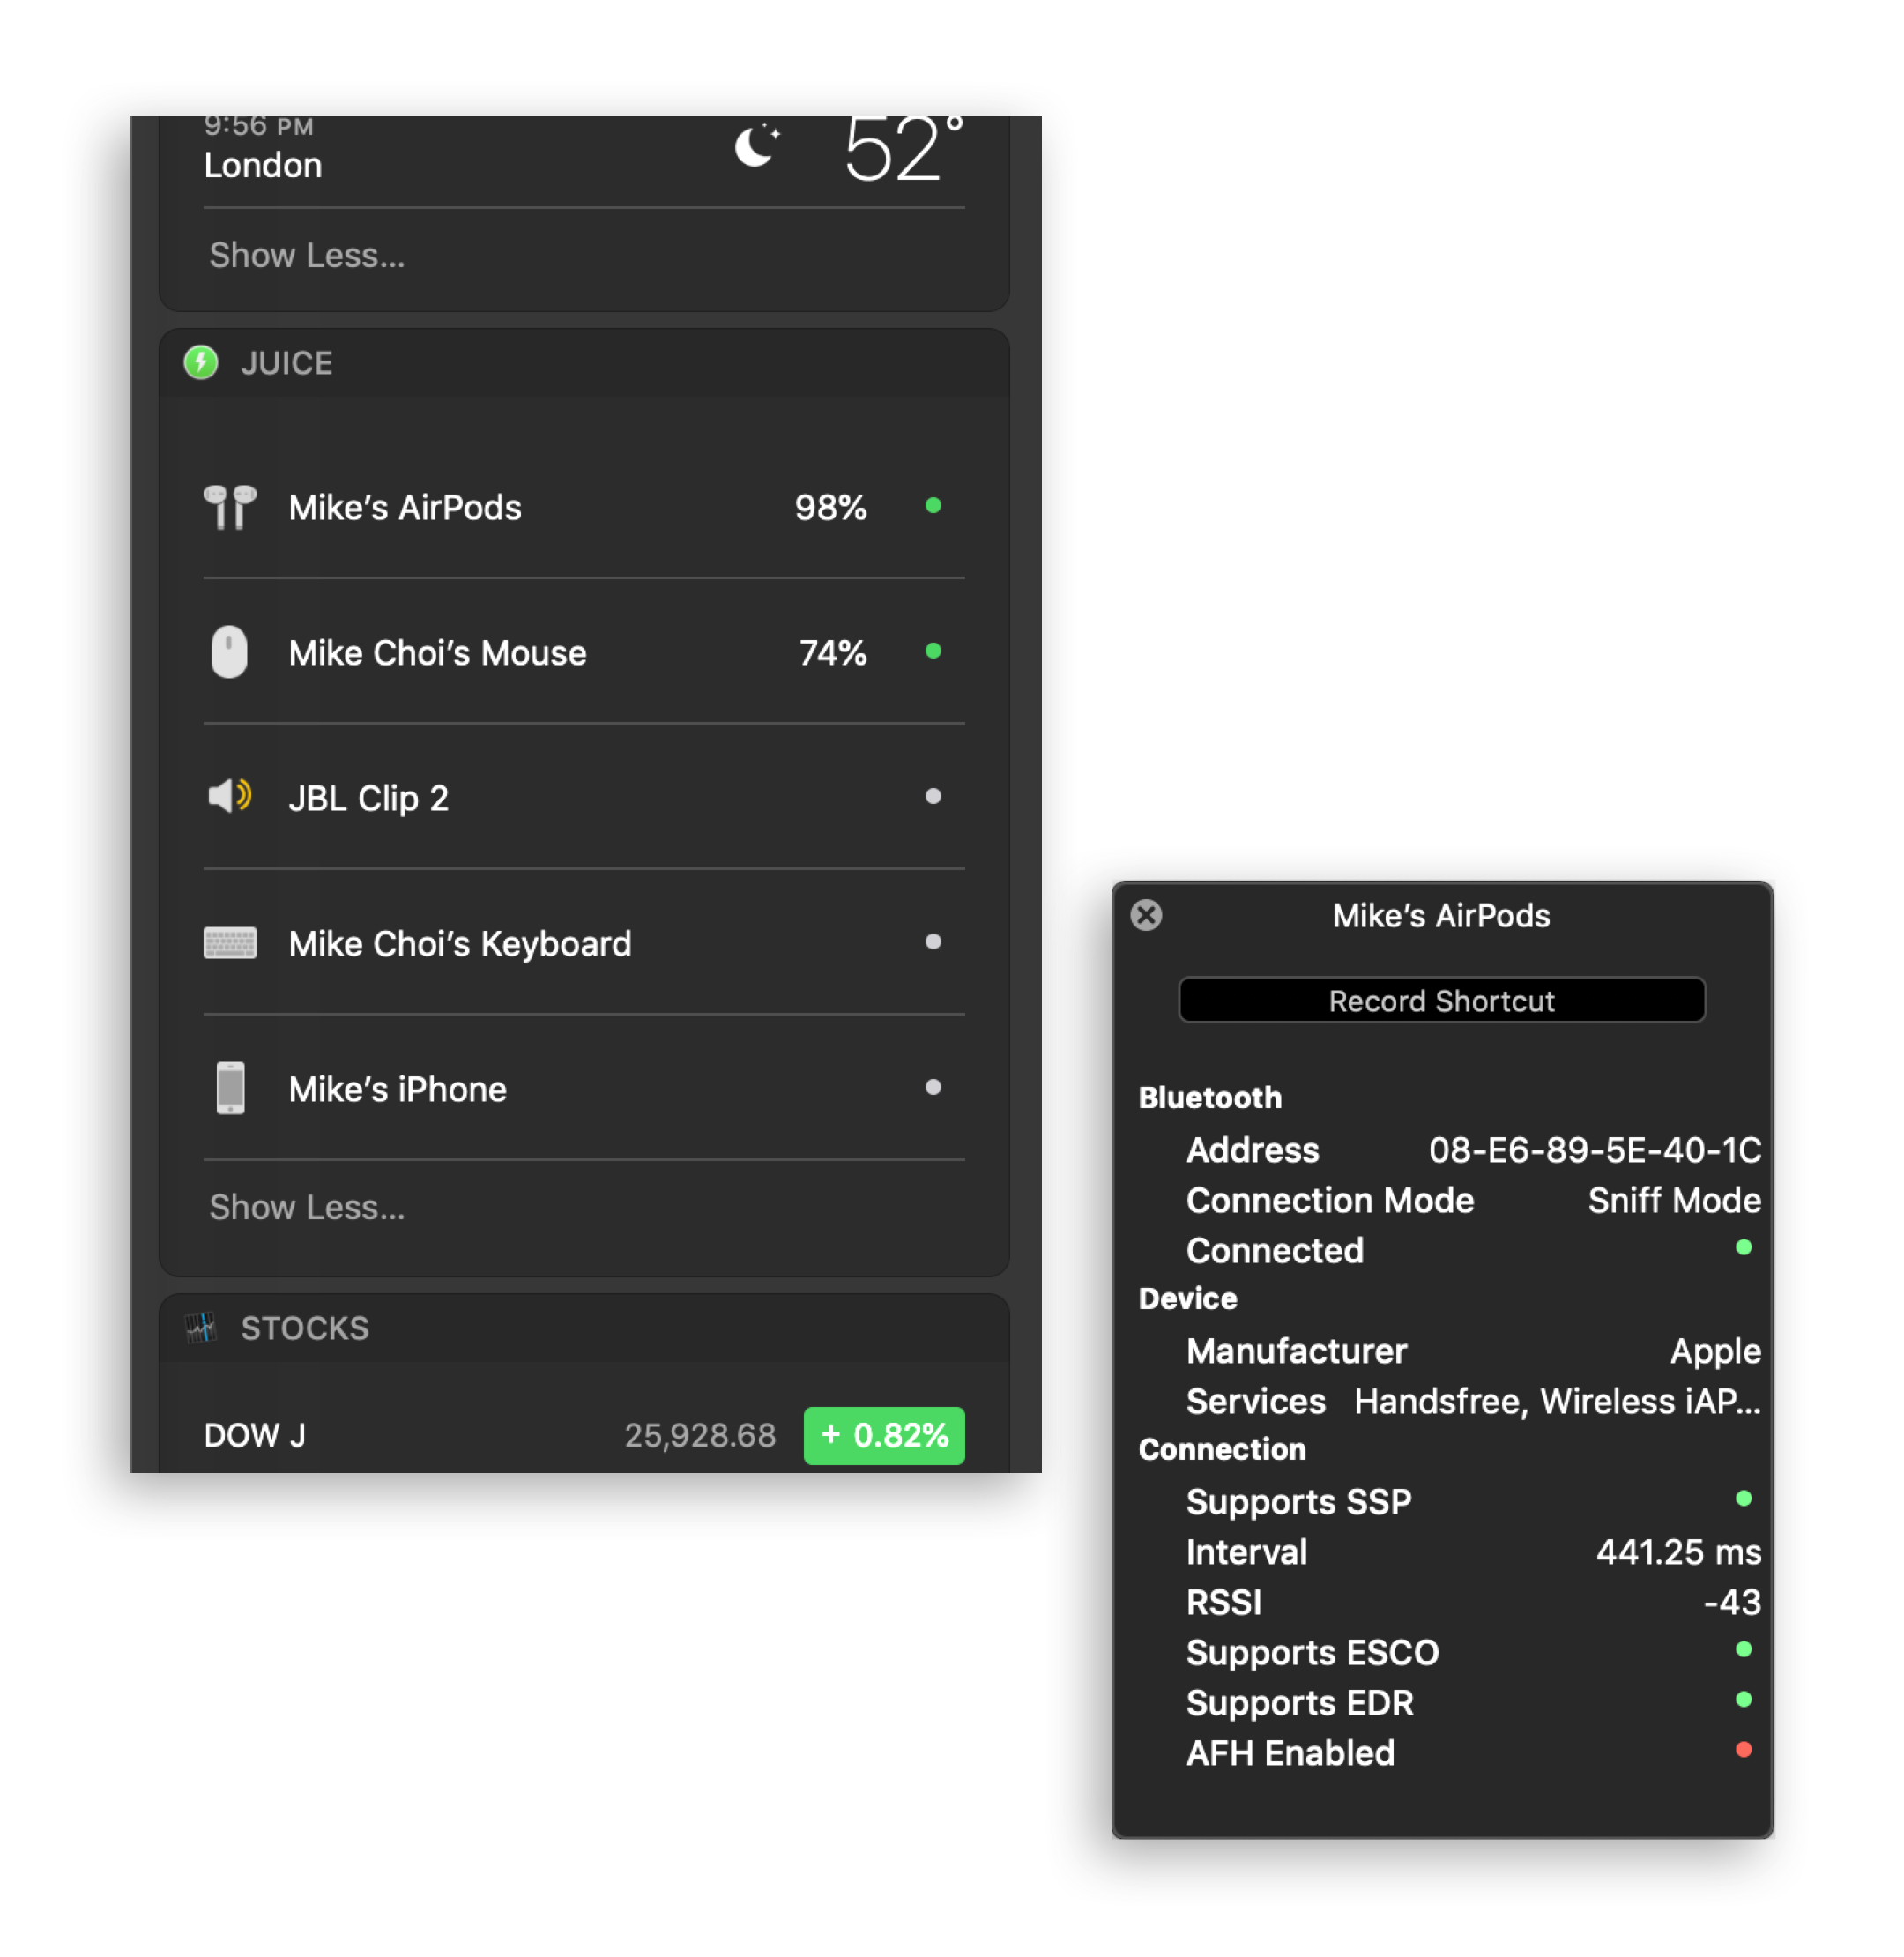 9:56 PM
London
52°
Show Less...
JUICE
Mike's AirPods 98%
Mike Choi's Mouse 74%
JBL Clip 2
Mike Choi's Keyboard
Mike's iPhone
Show Less...
STOCKS
DOW J 25,928.68 + 0.82%
Mike's AirPods
Record Shortcut
Bluetooth
Address 08-E6-89-5E-40-1C
Connection Mode Sniff Mode
Connected
Device
Manufacturer Apple
Services Handsfree, Wireless iAP...
Connection
Supports SSP
Interval 441.25 ms
RSSI -43
Supports ESCO
Supports EDR
AFH Enabled